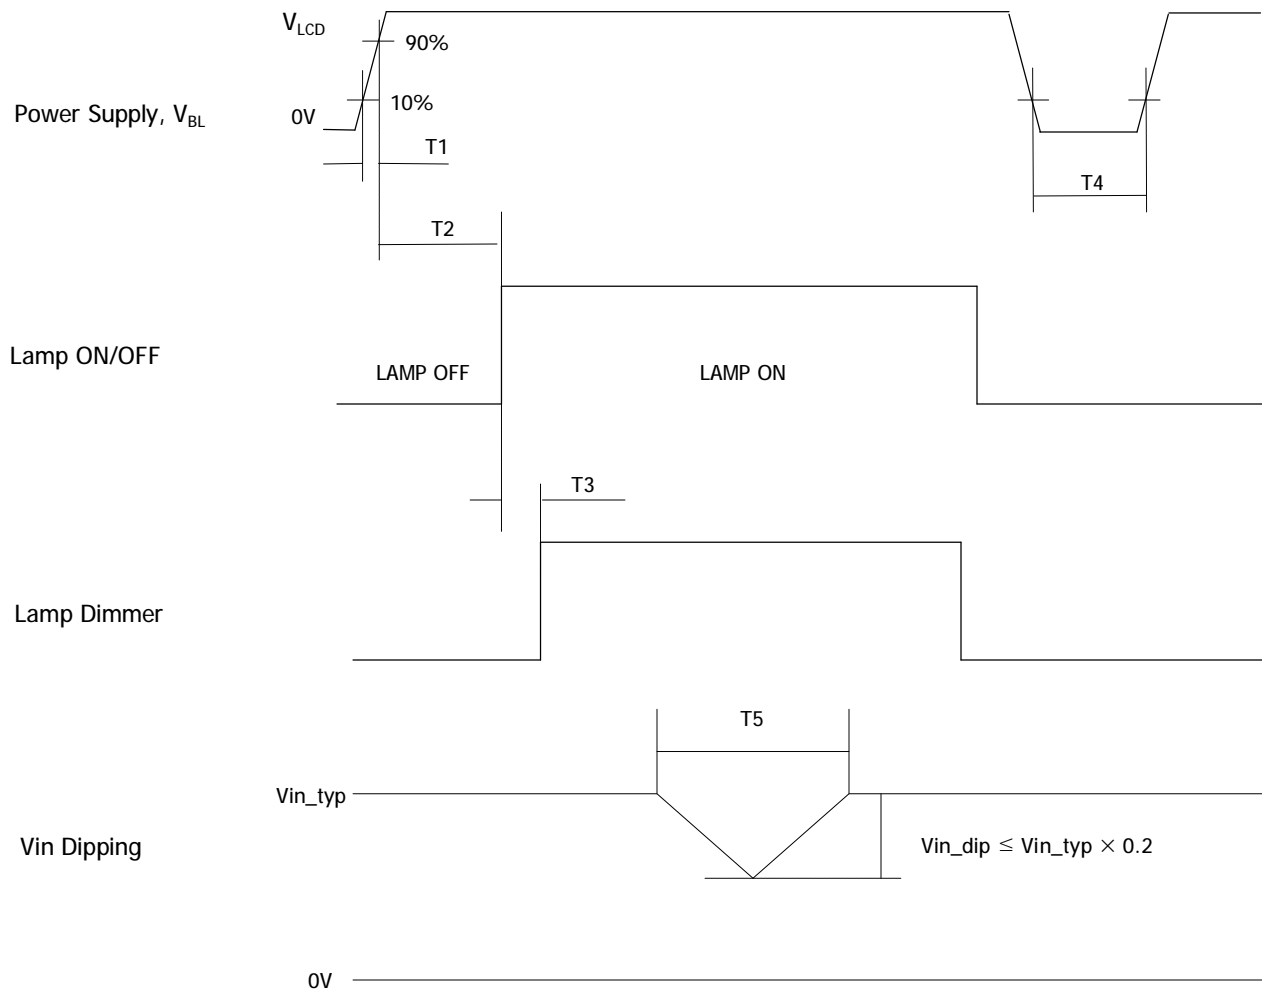 V_LCD
90%
10%
Power Supply, V_BL
0V
T1
T4
T2
Lamp ON/OFF
LAMP OFF
LAMP ON
T3
Lamp Dimmer
T5
Vin_typ
Vin Dipping
Vin_dip ≤ Vin_typ × 0.2
0V